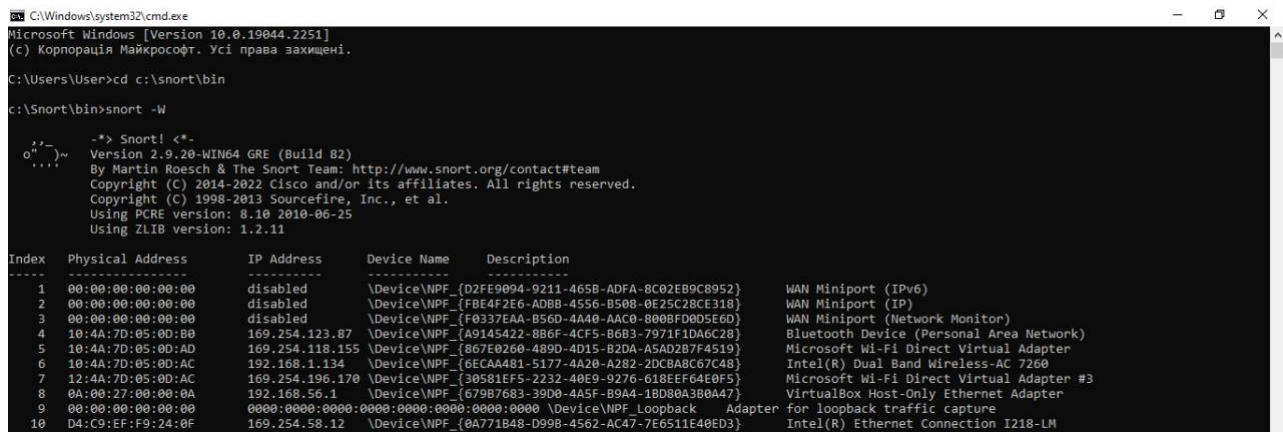 C:\Windows\system32\cmd.exe
Microsoft Windows [Version 10.0.19044.2251]
(c) Корпорація Майкрософт. Усі права захищені.
C:\Users\User>cd c:\snort\bin
c:\Snort\bin>snort -W
,,_     -*> Snort! <*-
o"  )~   Version 2.9.20-WIN64 GRE (Build 82)
''''    By Martin Roesch & The Snort Team: http://www.snort.org/contact#team
Copyright (C) 2014-2022 Cisco and/or its affiliates. All rights reserved.
Copyright (C) 1998-2013 Sourcefire, Inc., et al.
Using PCRE version: 8.10 2010-06-25
Using ZLIB version: 1.2.11
Index   Physical Address        IP Address      Device Name     Description
-----   ----------------        ----------      -----------     -----------
1   00:00:00:00:00:00       disabled        \Device\NPF_{D2FE9094-9211-465B-ADFA-8C02EB9C8952}      WAN Miniport (IPv6)
2   00:00:00:00:00:00       disabled        \Device\NPF_{FBE4F2E6-ADBB-4556-B508-0E25C28CE318}      WAN Miniport (IP)
3   00:00:00:00:00:00       disabled        \Device\NPF_{F0337EAA-B56D-4A40-AAC0-800BFD0D5E6D}      WAN Miniport (Network Monitor)
4   10:4A:7D:05:0D:B0       169.254.123.87  \Device\NPF_{A9145422-8B6F-4CF5-B6B3-7971F1DA6C28}      Bluetooth Device (Personal Area Network)
5   10:4A:7D:05:0D:AD       169.254.118.155 \Device\NPF_{867E0260-489D-4D15-B2DA-A5AD2B7F4519}      Microsoft Wi-Fi Direct Virtual Adapter
6   10:4A:7D:05:0D:AC       192.168.1.134   \Device\NPF_{6ECAA481-5177-4A20-A282-2DCBA8C67C48}      Intel(R) Dual Band Wireless-AC 7260
7   12:4A:7D:05:0D:AC       169.254.196.170 \Device\NPF_{30581EF5-2232-40E9-9276-618EEF64E0F5}      Microsoft Wi-Fi Direct Virtual Adapter #3
8   0A:00:27:00:00:0A       192.168.56.1    \Device\NPF_{679B7683-39D0-4A5F-B9A4-1BD80A3B0A47}      VirtualBox Host-Only Ethernet Adapter
9   00:00:00:00:00:00       0000:0000:0000:0000:0000:0000:0000:0000 \Device\NPF_Loopback    Adapter for loopback traffic capture
10   D4:C9:EF:F9:24:0F       169.254.58.12   \Device\NPF_{0A771B48-D99B-4562-AC47-7E6511E40ED3}      Intel(R) Ethernet Connection I218-LM